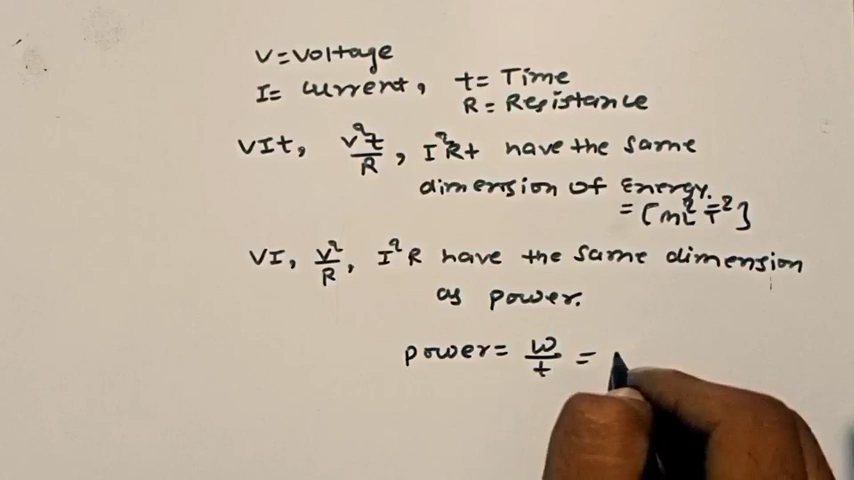 V=Voltage
I= Current, t= Time
R= Resistance
VIt, V²t/R, I²Rt have the same
dimension of Energy.
= [ML²T⁻²]
VI, V²/R, I²R have the same dimension
as power.
power= W/t =